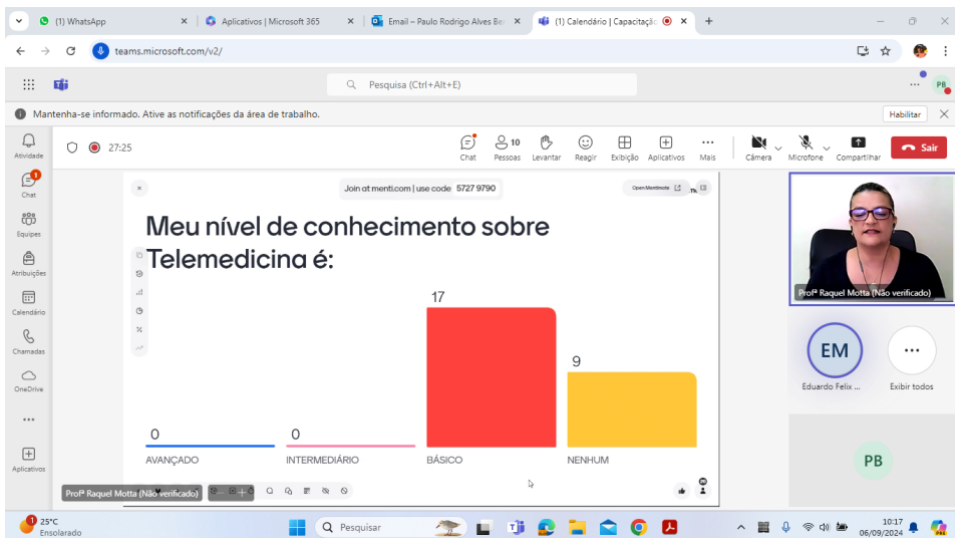 (1) WhatsApp
Aplicativos | Microsoft 365
Email – Paulo Rodrigo Alves Be
(1) Calendário | Capacitaçã
teams.microsoft.com/v2/
Pesquisa (Ctrl+Alt+E)
PB
Mantenha-se informado. Ative as notificações da área de trabalho.
Habilitar
Atividade
Chat
Equipes
Atribuições
Calendário
Chamadas
OneDrive
Aplicativos
27:25
Chat
10
Pessoas
Levantar
Reagir
Exibição
Aplicativos
Mais
Câmera
Microfone
Compartilhar
Sair
Join at menti.com | use code 5727 9790
Open Mentimote
Meu nível de conhecimento sobre
Telemedicina é:
0
0
17
9
AVANÇADO
INTERMEDIÁRIO
BÁSICO
NENHUM
Profª Raquel Motta (Não verificado)
Profª Raquel Motta (Não verificado)
EM
Eduardo Felix ...
Exibir todos
PB
1
25°C
Ensolarado
Pesquisar
10:17
06/09/2024